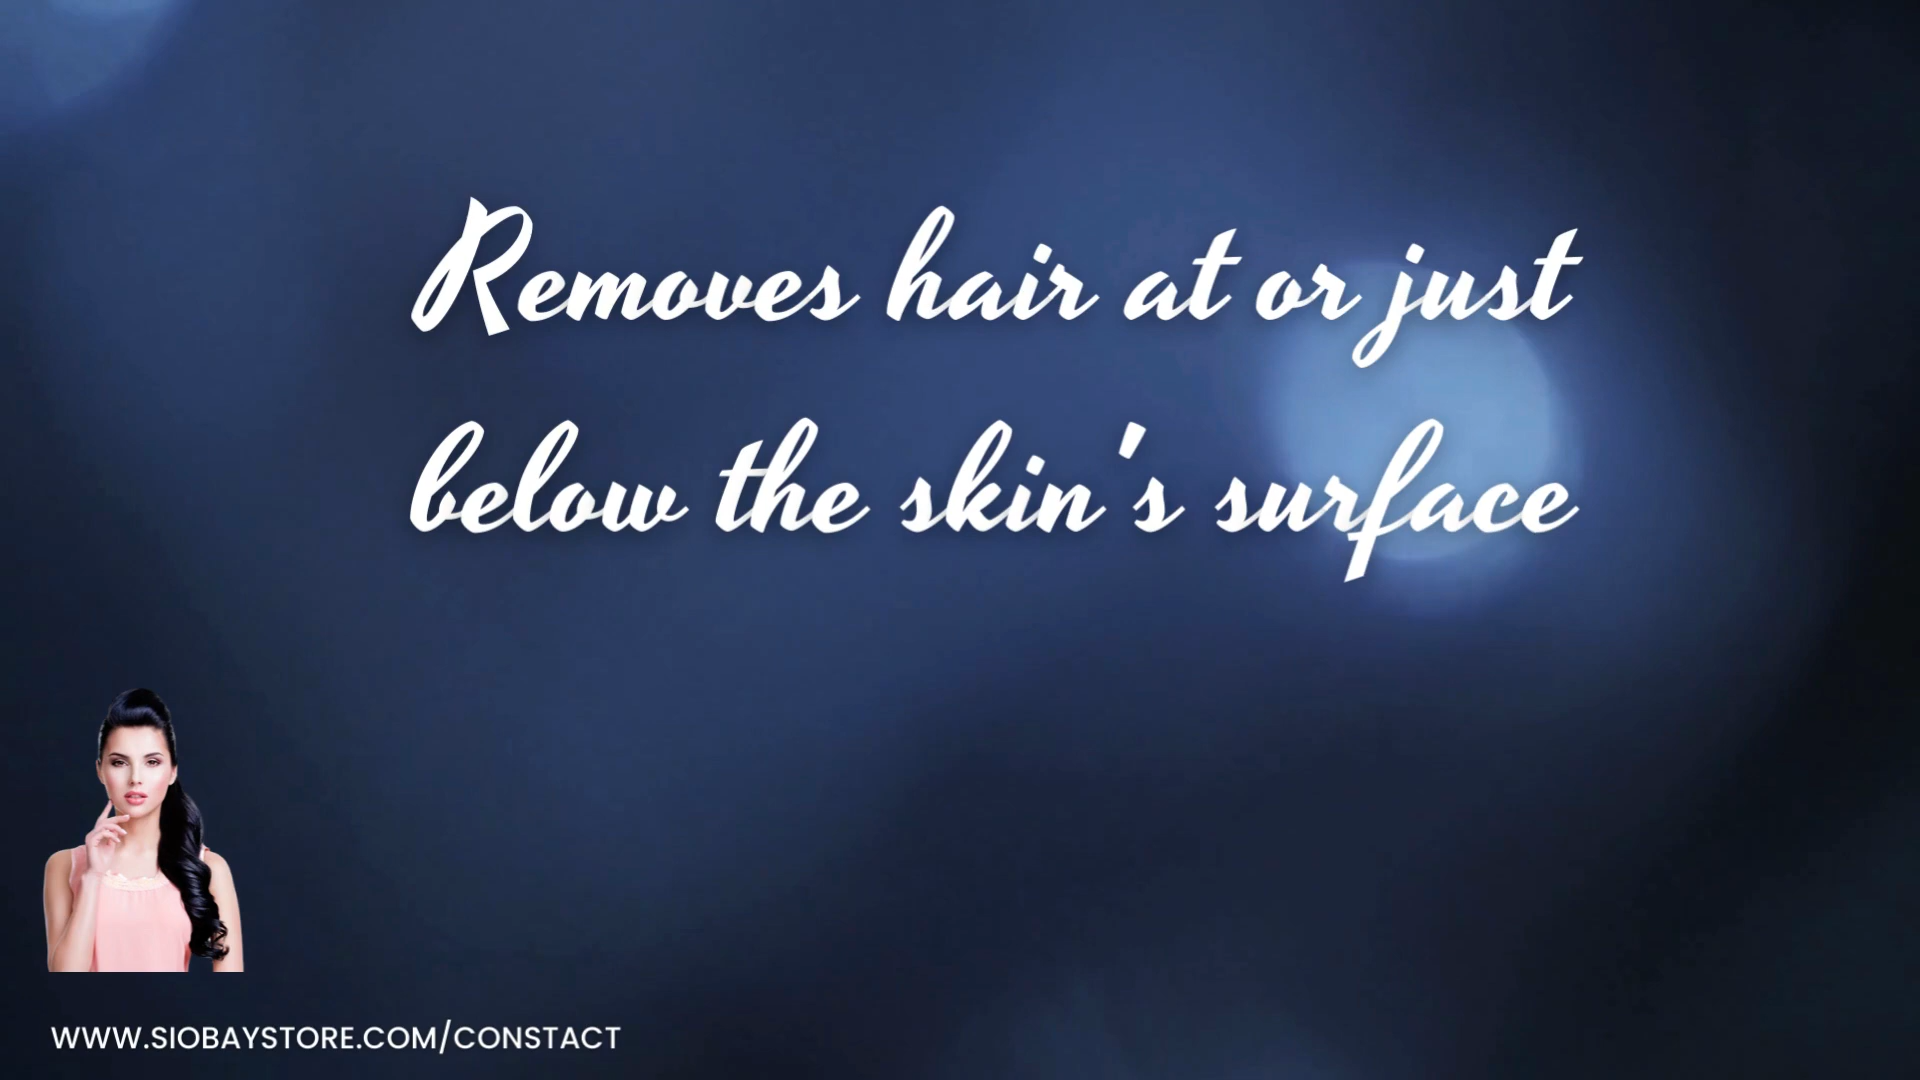 Removes hair at or just
below the skin's surface
WWW.SIOBAYSTORE.COM/CONSTACT